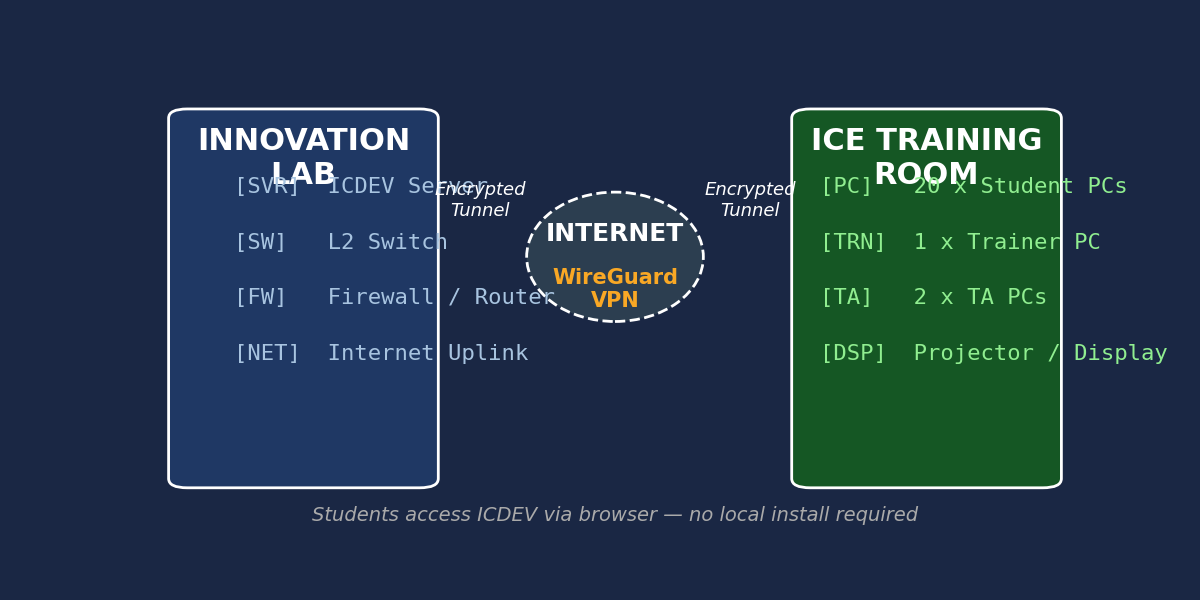 INNOVATION
LAB
[SVR]  ICDEV Server
[SW]   L2 Switch
[FW]   Firewall / Router
[NET]  Internet Uplink
Encrypted
Tunnel
INTERNET
WireGuard
VPN
Encrypted
Tunnel
ICE TRAINING
ROOM
[PC]   20 x Student PCs
[TRN]  1 x Trainer PC
[TA]   2 x TA PCs
[DSP]  Projector / Display
Students access ICDEV via browser — no local install required